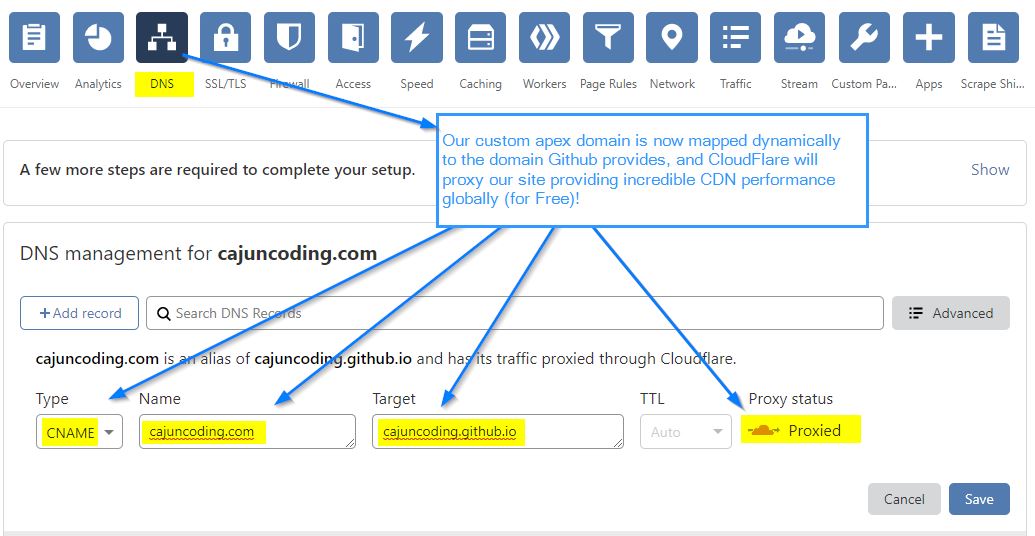 Overview Analytics DNS SSL/TLS Firewall Access Speed Caching Workers Page Rules Network Traffic Stream Custom Pa... Apps Scrape Shi...
Our custom apex domain is now mapped dynamically
to the domain Github provides, and CloudFlare will
proxy our site providing incredible CDN performance
globally (for Free)!
A few more steps are required to complete your setup.
Show
DNS management for cajuncoding.com
+ Add record
Search DNS Records
Advanced
cajuncoding.com is an alias of cajuncoding.github.io and has its traffic proxied through Cloudflare.
Type Name Target TTL Proxy status
CNAME cajuncoding.com cajuncoding.github.io Auto Proxied
Cancel Save